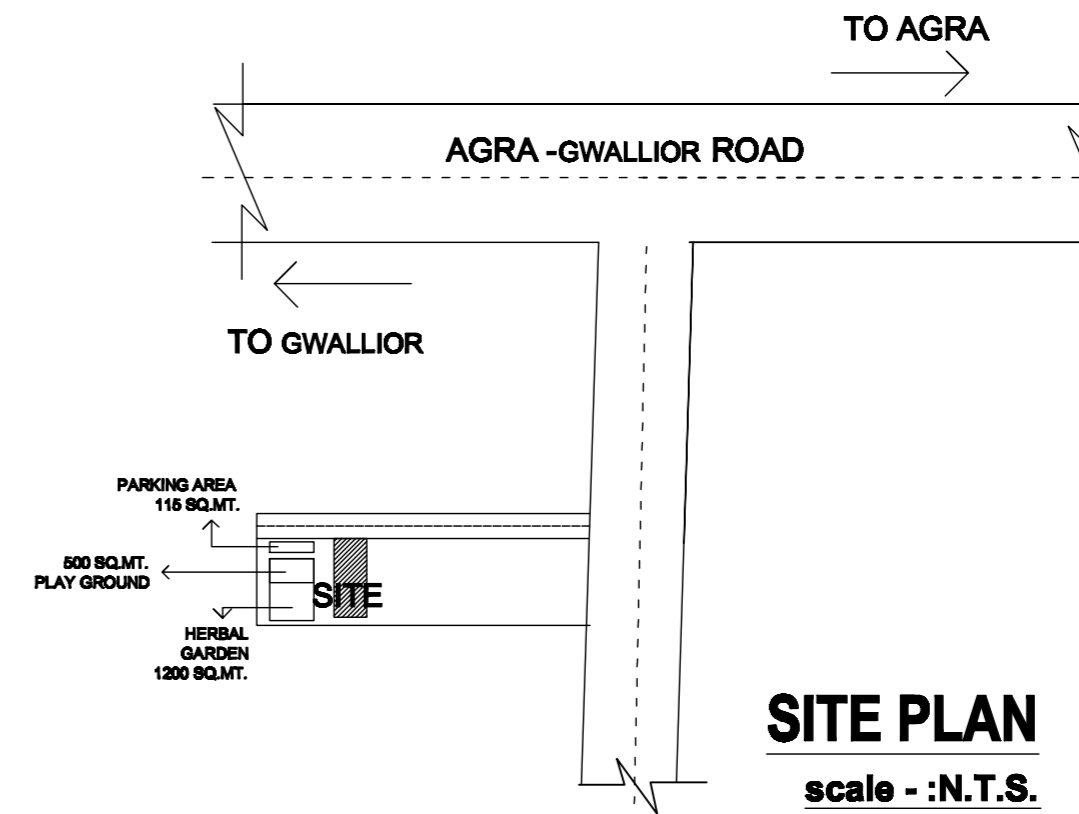 TO AGRA
AGRA -GWALLIOR ROAD
TO GWALLIOR
PARKING AREA
115 SQ.MT.
500 SQ.MT.
PLAY GROUND
SITE
HERBAL
GARDEN
1200 SQ.MT.
SITE PLAN
scale - :N.T.S.